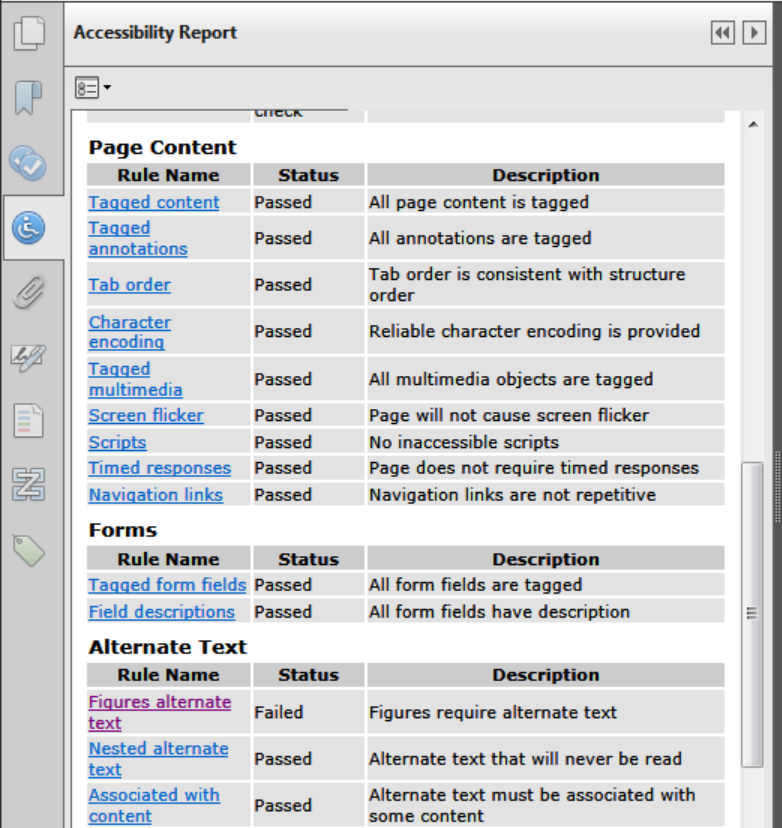 Accessibility Report
check
Page Content
Rule Name Status Description
Tagged content Passed All page content is tagged
Tagged
annotations Passed All annotations are tagged
Tab order Passed Tab order is consistent with structure
order
Character
encoding Passed Reliable character encoding is provided
Tagged
multimedia Passed All multimedia objects are tagged
Screen flicker Passed Page will not cause screen flicker
Scripts Passed No inaccessible scripts
Timed responses Passed Page does not require timed responses
Navigation links Passed Navigation links are not repetitive
Forms
Rule Name Status Description
Tagged form fields Passed All form fields are tagged
Field descriptions Passed All form fields have description
Alternate Text
Rule Name Status Description
Figures alternate
text Failed Figures require alternate text
Nested alternate
text Passed Alternate text that will never be read
Associated with
content Passed Alternate text must be associated with
some content